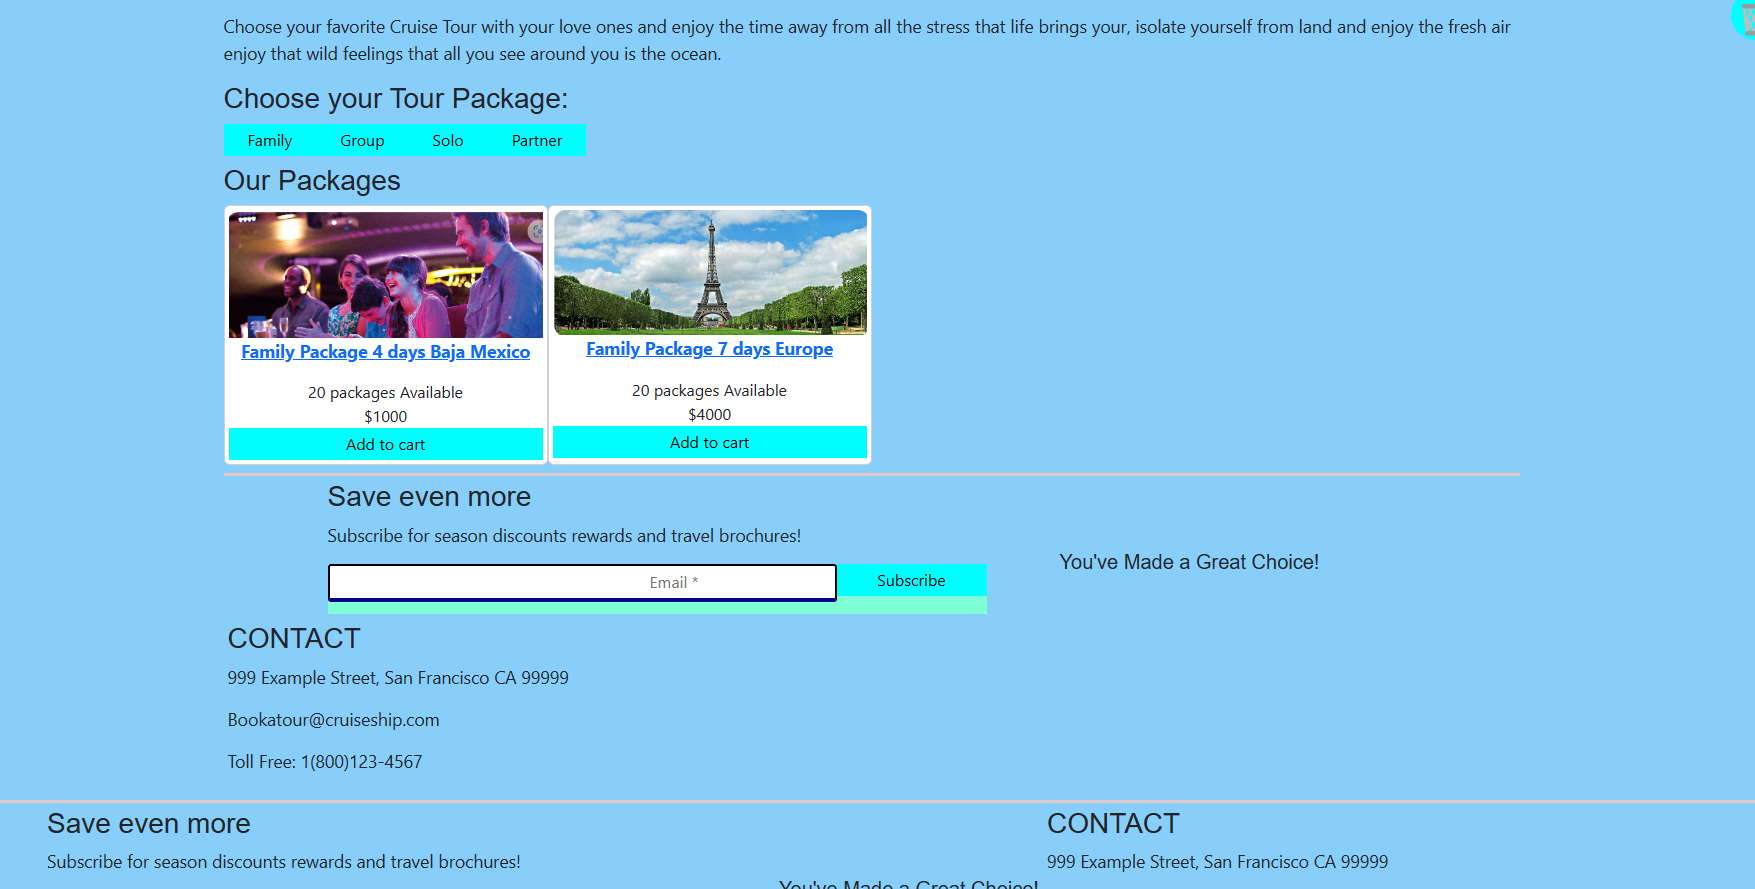 Choose your favorite Cruise Tour with your love ones and enjoy the time away from all the stress that life brings your, isolate yourself from land and enjoy the fresh air
enjoy that wild feelings that all you see around you is the ocean.
Choose your Tour Package:
Family Group Solo Partner
Our Packages
Family Package 4 days Baja Mexico
20 packages Available
$1000
Add to cart
Family Package 7 days Europe
20 packages Available
$4000
Add to cart
Save even more
Subscribe for season discounts rewards and travel brochures!
Email *
Subscribe
You've Made a Great Choice!
CONTACT
999 Example Street, San Francisco CA 99999
Bookatour@cruiseship.com
Toll Free: 1(800)123-4567
Save even more
Subscribe for season discounts rewards and travel brochures!
You've Made a Great Choice!
CONTACT
999 Example Street, San Francisco CA 99999